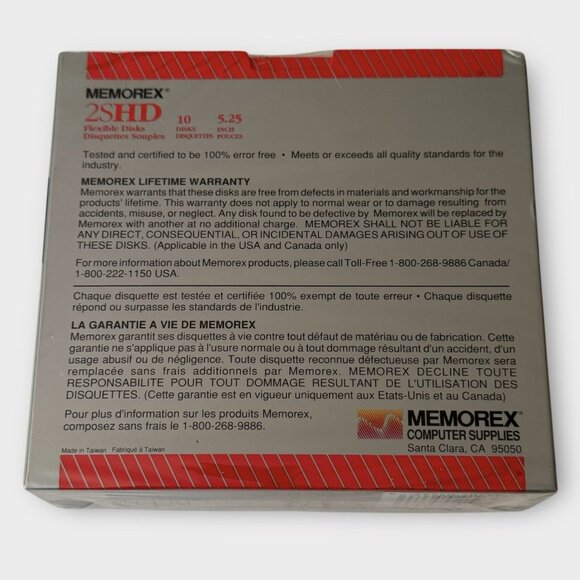 MEMOREX®
2SHD 10 5.25
Flexible Disks DISKS INCH
Disquettes Souples DISQUETTES POUCES
Tested and certified to be 100% error free • Meets or exceeds all quality standards for the
industry.
MEMOREX LIFETIME WARRANTY
Memorex warrants that these disks are free from defects in materials and workmanship for the
products' lifetime. This warranty does not apply to normal wear or to damage resulting from
accidents, misuse, or neglect. Any disk found to be defective by Memorex will be replaced by
Memorex with another at no additional charge. MEMOREX SHALL NOT BE LIABLE FOR
ANY DIRECT, CONSEQUENTIAL, OR INCIDENTAL DAMAGES ARISING OUT OF USE OF
THESE DISKS. (Applicable in the USA and Canada only)
For more information about Memorex products, please call Toll-Free 1-800-268-9886 Canada/
1-800-222-1150 USA.
Chaque disquette est testée et certifiée 100% exempt de toute erreur • Chaque disquette
répond ou surpasse les standards de l'industrie.
LA GARANTIE A VIE DE MEMOREX
Memorex garantit ses disquettes à vie contre tout défaut de matériau ou de fabrication. Cette
garantie ne s'applique pas à l'usure normale ou à tout dommage résultant d'un accident, d'un
usage abusif ou de négligence. Toute disquette reconnue défectueuse par Memorex sera
remplacée sans frais additionnels par Memorex. MEMOREX DECLINE TOUTE
RESPONSABILITE POUR TOUT DOMMAGE RESULTANT DE L'UTILISATION DES
DISQUETTES. (Cette garantie est en vigueur uniquement aux Etats-Unis et au Canada)
Pour plus d'information sur les produits Memorex,
composez sans frais le 1-800-268-9886.
MEMOREX®
COMPUTER SUPPLIES
Santa Clara, CA 95050
Made in Taiwan Fabriqué à Taiwan